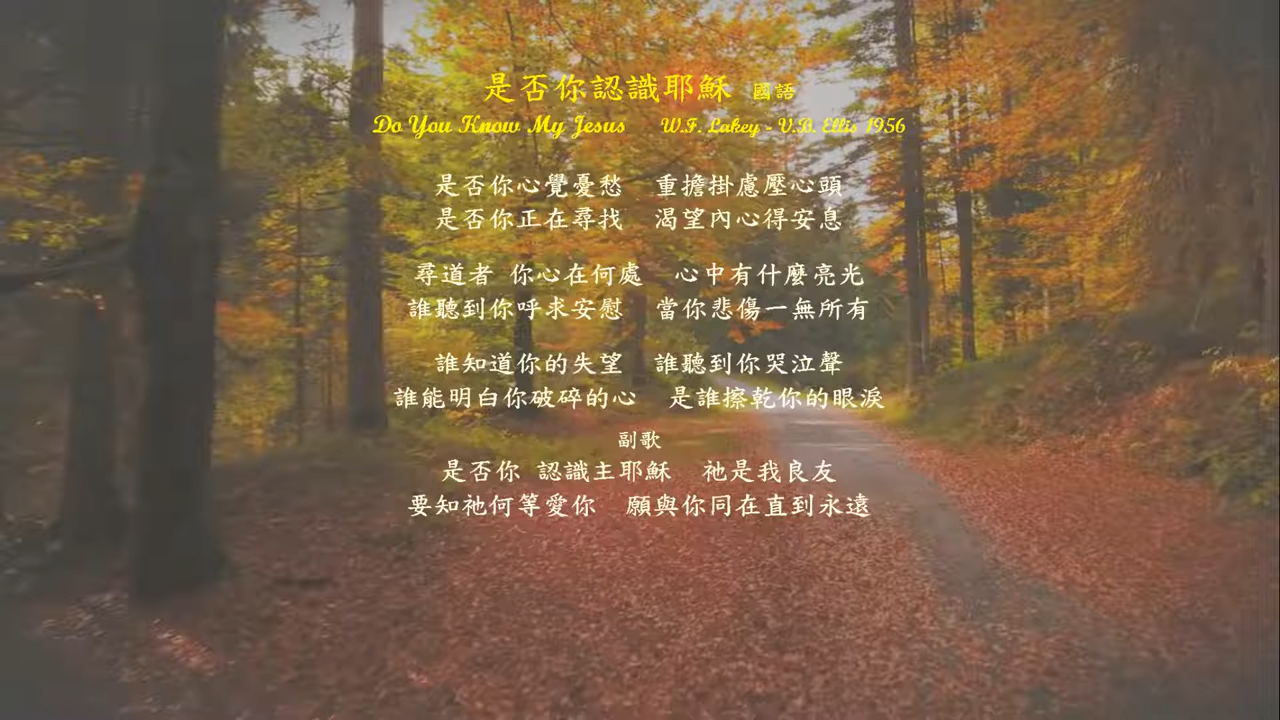 是否你認識耶穌 國語
Do You Know My Jesus W.F. Lakey - V.B. Ellis 1956
是否你心覺憂愁 重擔掛慮壓心頭
是否你正在尋找 渴望內心得安息
尋道者 你心在何處 心中有什麼亮光
誰聽到你呼求安慰 當你悲傷一無所有
誰知道你的失望 誰聽到你哭泣聲
誰能明白你破碎的心 是誰擦乾你的眼淚
副歌
是否你 認識主耶穌 祂是我良友
要知祂何等愛你 願與你同在直到永遠